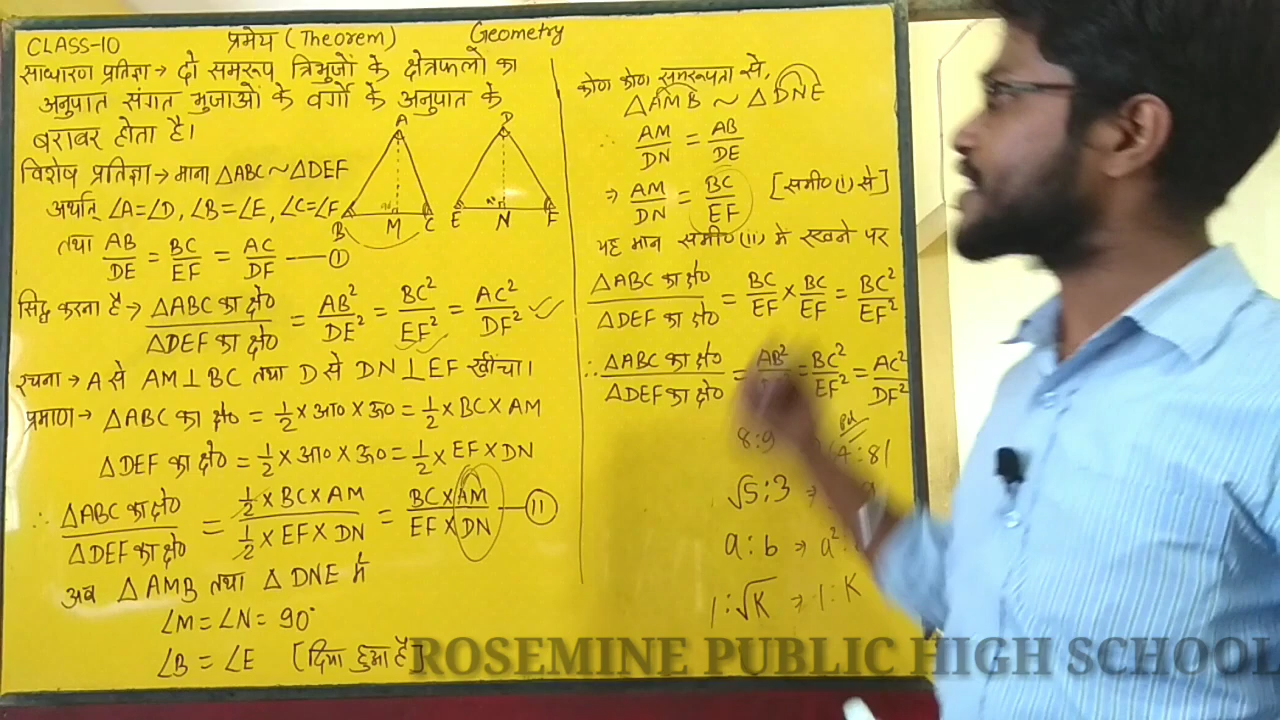 CLASS-10 प्रमेय (Theorem) Geometry
साधारण प्रतिज्ञा → दो समरूप त्रिभुजों के क्षेत्रफलों का
अनुपात संगत भुजाओं के वर्गों के अनुपात के
बराबर होता है।
विशेष प्रतिज्ञा → माना △ABC ~ △DEF
अर्थात् ∠A=∠D, ∠B=∠E, ∠C=∠F
तथा AB/DE = BC/EF = AC/DF —— ①
सिद्ध करना है → △ABC का क्षे०/△DEF का क्षे० = AB²/DE² = BC²/EF² = AC²/DF²
रचना → A से AM⊥BC तथा D से DN⊥EF खींचा।
प्रमाण → △ABC का क्षे० = 1/2 × आ० × ऊ० = 1/2 × BC × AM
△DEF का क्षे० = 1/2 × आ० × ऊ० = 1/2 × EF × DN
∴ △ABC का क्षे०/△DEF का क्षे० = 1/2 × BC × AM/1/2 × EF × DN = BC × AM/EF × DN —— (11)
अब △AMB तथा △DNE में
∠M = ∠N = 90°
∠B = ∠E [दिया हुआ है]
A
B M C
D
E N F
कोण कोण समरूपता से,
△AMB ~ △DNE
∴ AM/DN = AB/DE
⇒ AM/DN = BC/EF [समी० (i) से]
यह मान समी० (ii) में रखने पर
△ABC का क्षे०/△DEF का क्षे० = BC/EF × BC/EF = BC²/EF²
∴ △ABC का क्षे०/△DEF का क्षे० = AB² = BC²/EF² = AC²/DF²
8:9 4:81
√5:3 →
a:b → a²:
1:√K → 1:K
ROSEMINE PUBLIC HIGH SCHOOL